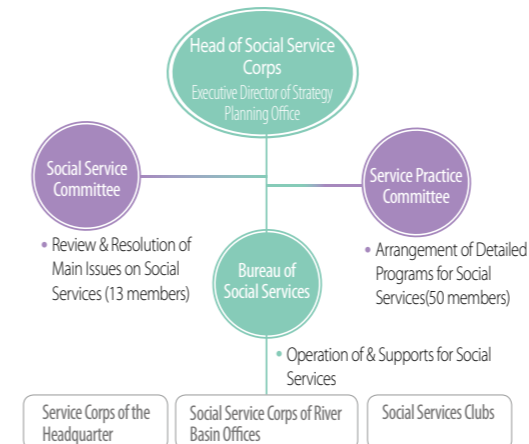 Head of Social Service
Corps
Executive Director of Strategy
Planning Office
Social Service
Committee
Service Practice
Committee
• Review & Resolution of
Main Issues on Social
Services (13 members)
• Arrangement of Detailed
Programs for Social
Services(50 members)
Bureau of
Social Services
• Operation of & Supports for Social
Services
Service Corps of the
Headquarter
Social Service Corps of River
Basin Offices
Social Services Clubs